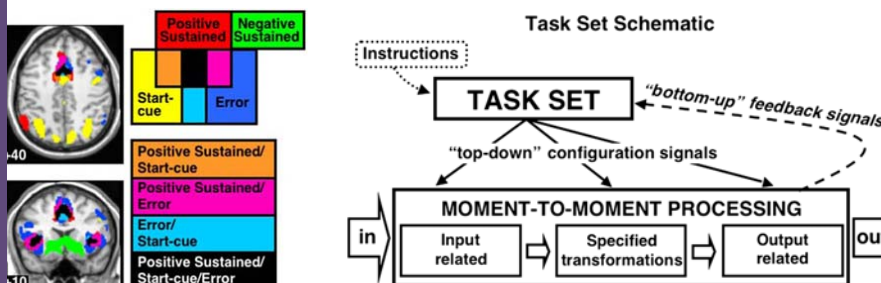 Positive
Sustained
Negative
Sustained
Start-
cue
Error
+40
Positive Sustained/
Start-cue
Positive Sustained/
Error
Error/
Start-cue
Positive Sustained/
Start-cue/Error
+10
Task Set Schematic
Instructions
TASK SET
"bottom-up" feedback signals
"top-down" configuration signals
MOMENT-TO-MOMENT PROCESSING
in
Input
related
Specified
transformations
Output
related
out